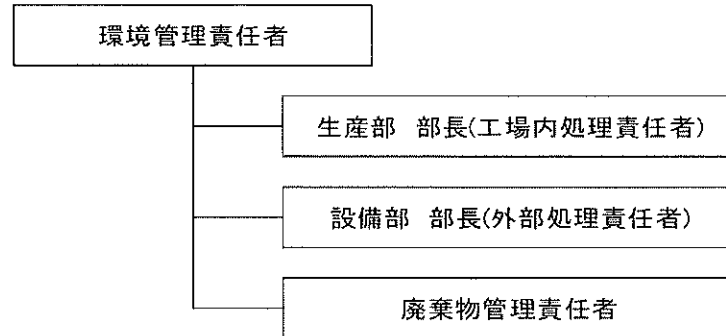 環境管理責任者
生産部　部長(工場内処理責任者)
設備部　部長(外部処理責任者)
廃棄物管理責任者